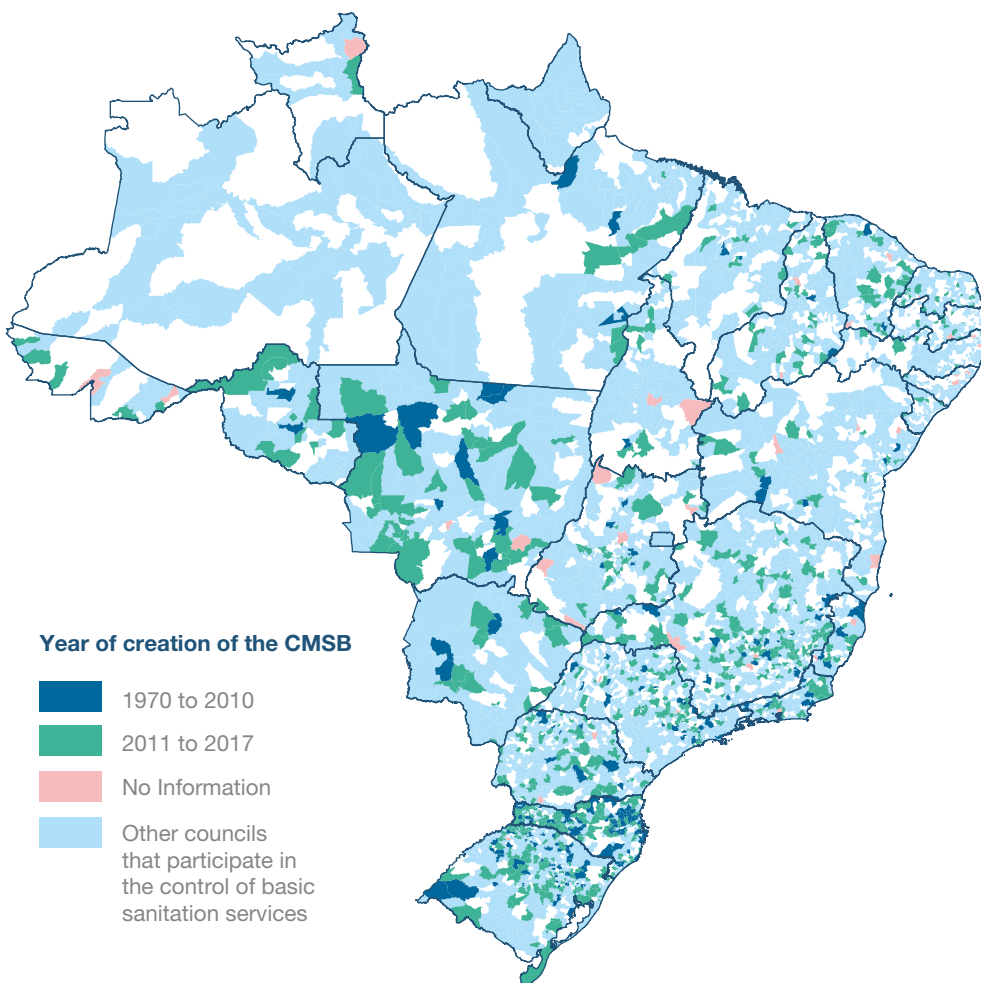 Year of creation of the CMSB
1970 to 2010
2011 to 2017
No Information
Other councils
that participate in
the control of basic
sanitation services